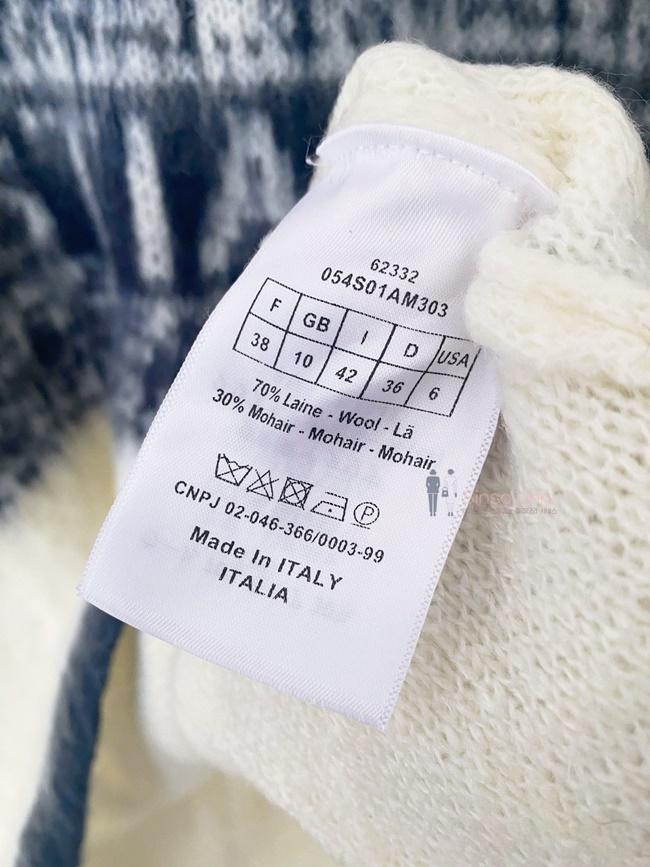 62332
054S01AM303
F GB I D USA
38 10 42 36 6
70% Laine - Wool - Lã
30% Mohair - Mohair - Mohair
CNPJ 02-046-366/0003-99
Made In ITALY
ITALIA